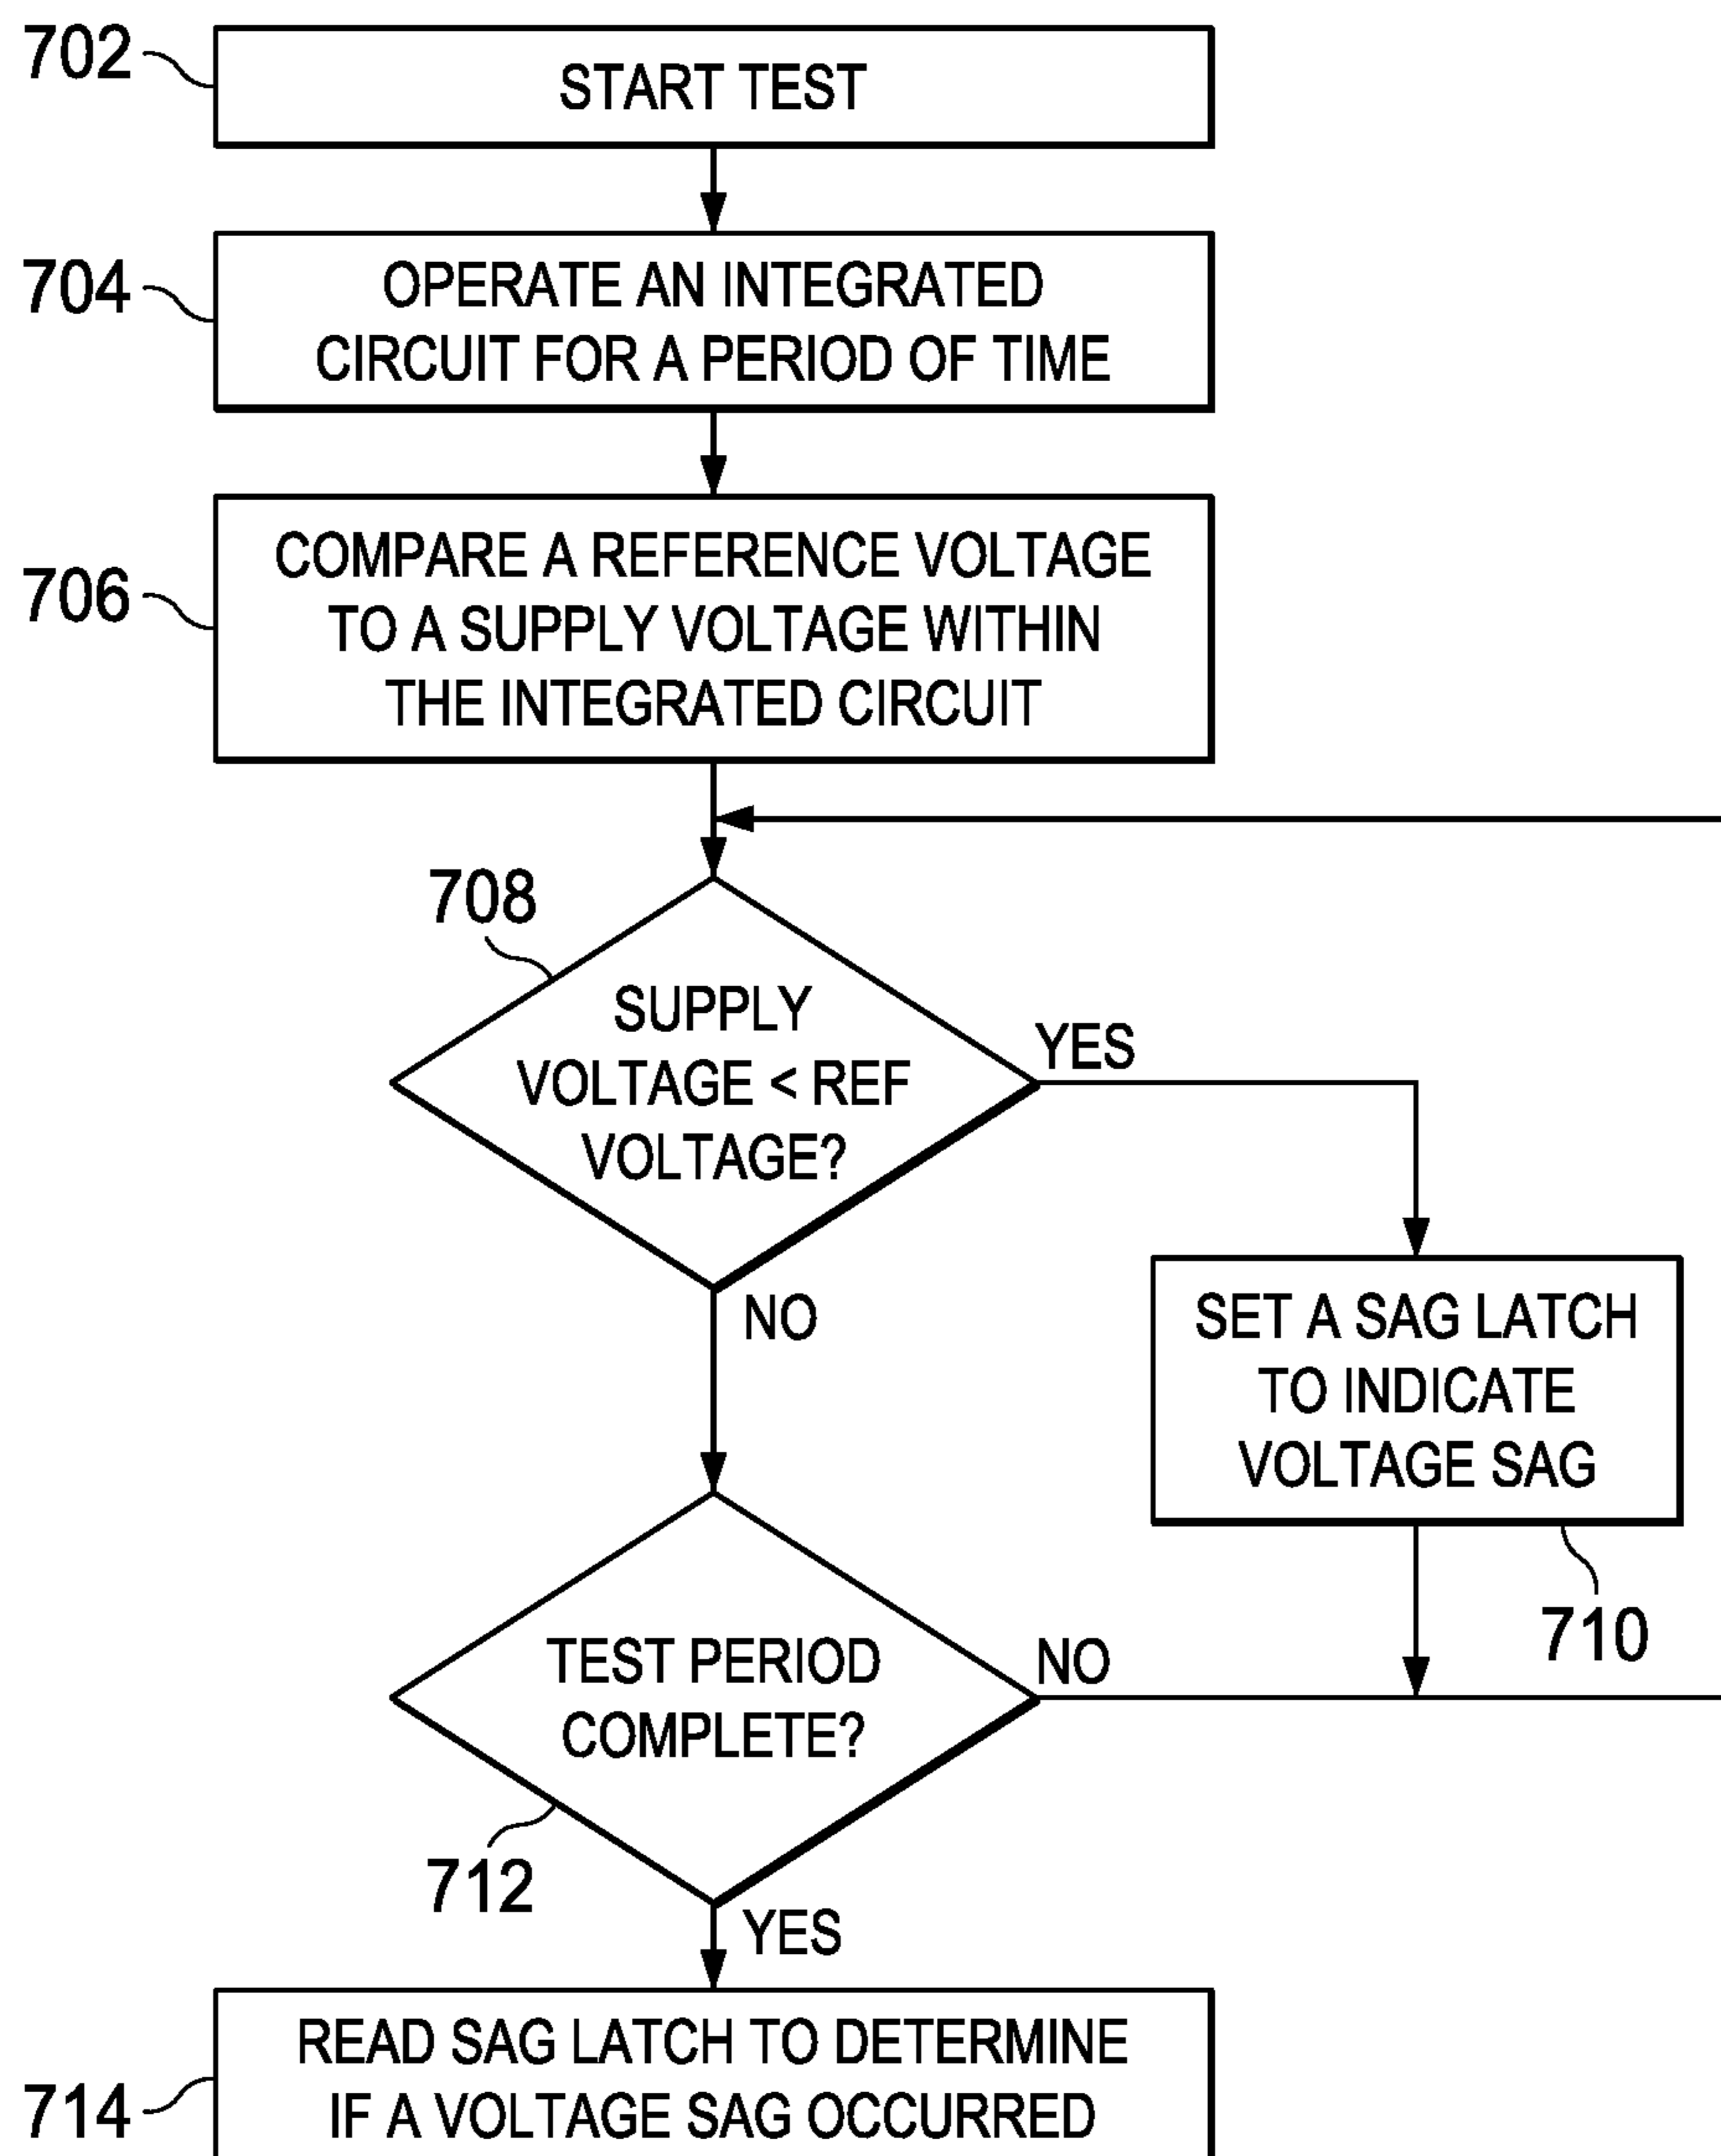 702
START TEST
704
OPERATE AN INTEGRATED
CIRCUIT FOR A PERIOD OF TIME
706
COMPARE A REFERENCE VOLTAGE
TO A SUPPLY VOLTAGE WITHIN
THE INTEGRATED CIRCUIT
708
SUPPLY
VOLTAGE < REF
VOLTAGE?
YES
NO
SET A SAG LATCH
TO INDICATE
VOLTAGE SAG
710
TEST PERIOD
COMPLETE?
NO
712
YES
READ SAG LATCH TO DETERMINE
IF A VOLTAGE SAG OCCURRED
714